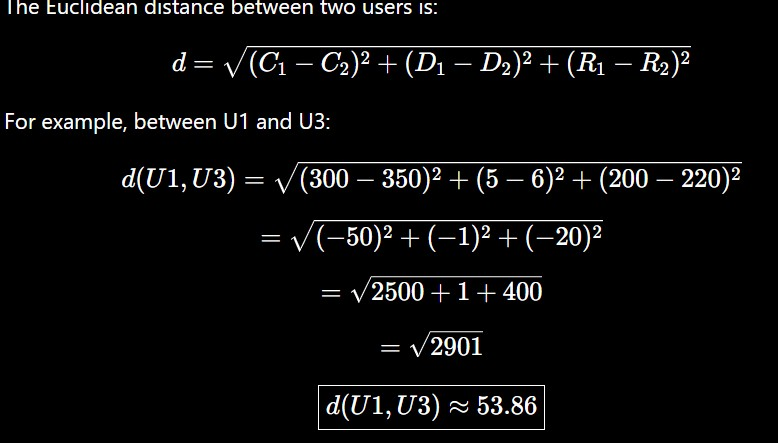 The Euclidean distance between two users is:
d = √(C₁ − C₂)² + (D₁ − D₂)² + (R₁ − R₂)²
For example, between U1 and U3:
d(U1, U3) = √(300 − 350)² + (5 − 6)² + (200 − 220)²
= √(−50)² + (−1)² + (−20)²
= √2500 + 1 + 400
= √2901
d(U1, U3) ≈ 53.86